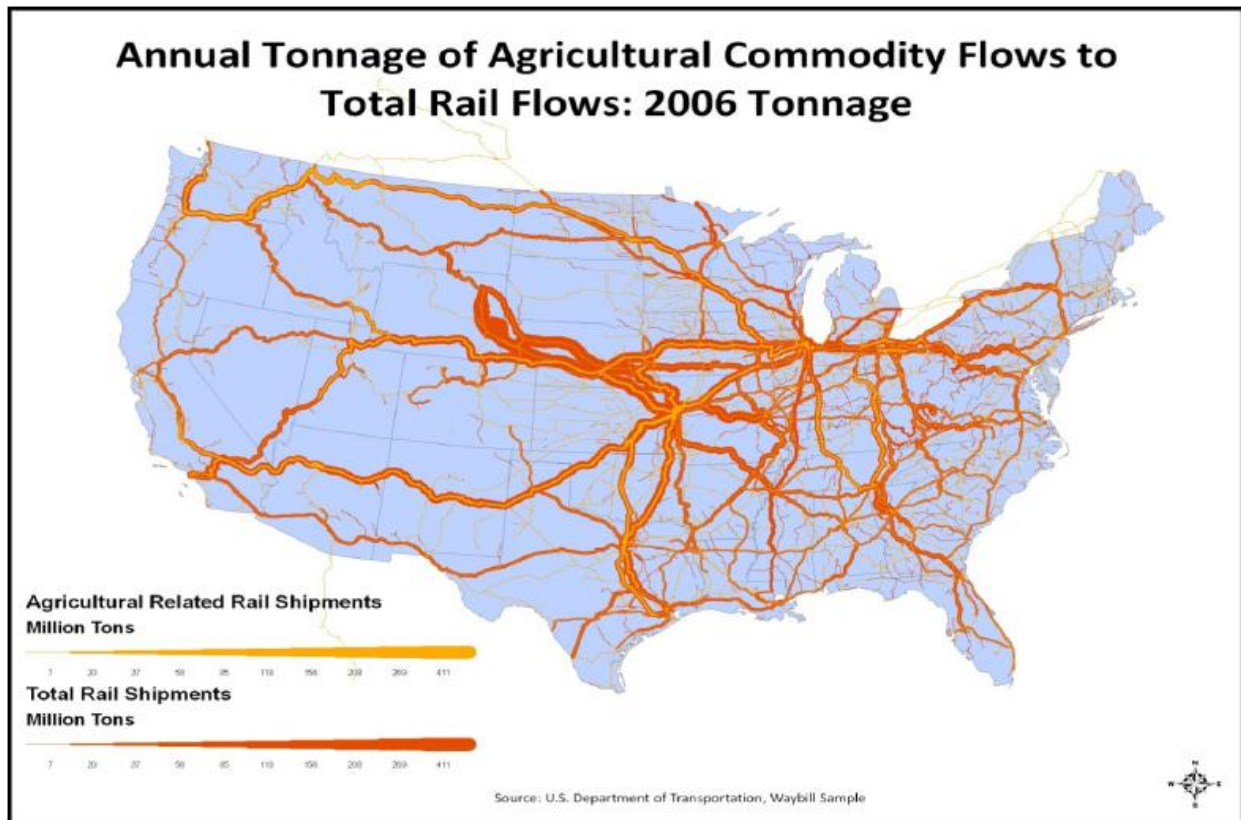 Annual Tonnage of Agricultural Commodity Flows to
Total Rail Flows: 2006 Tonnage
Agricultural Related Rail Shipments
Million Tons
7 20 37 58 85 118 156 208 269 411
Total Rail Shipments
Million Tons
7 20 37 58 85 118 156 208 269 411
N
W E
S
Source: U.S. Department of Transportation, Waybill Sample